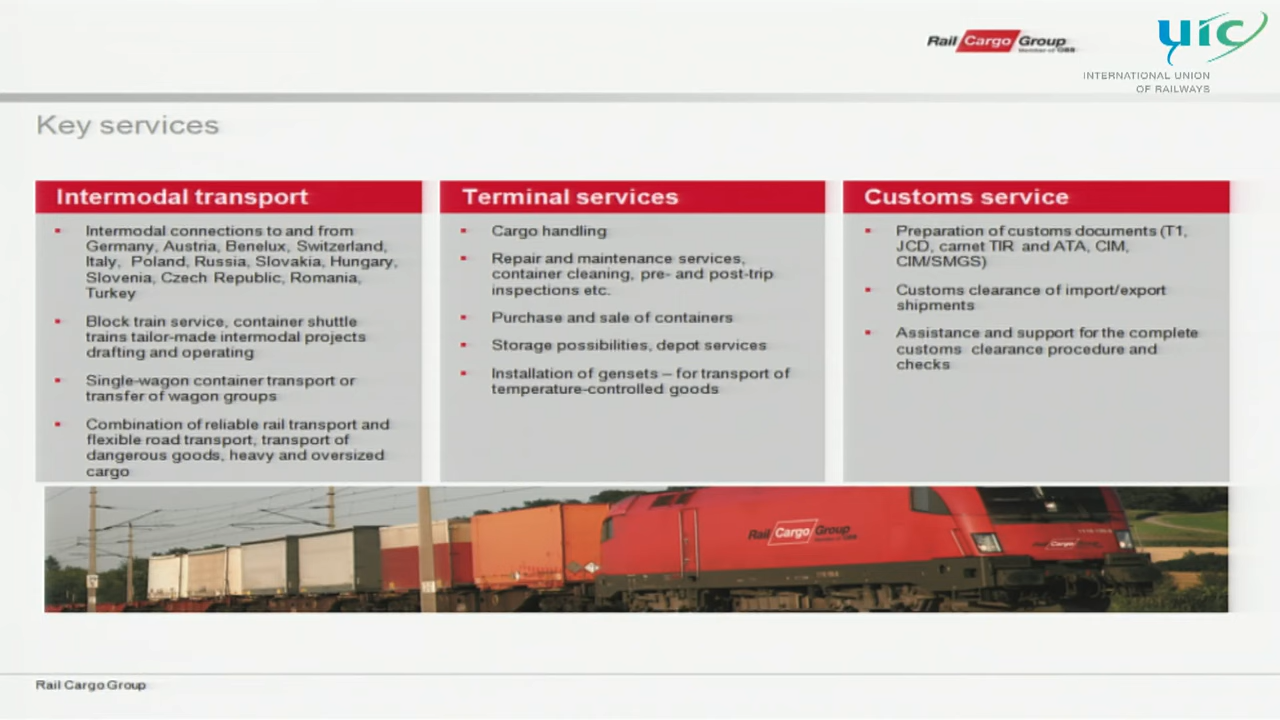 Rail Cargo Group
Member of ÖBB
uic
INTERNATIONAL UNION
OF RAILWAYS
Key services
Intermodal transport
Intermodal connections to and from
Germany, Austria, Benelux, Switzerland,
Italy, Poland, Russia, Slovakia, Hungary,
Slovenia, Czech Republic, Romania,
Turkey
Block train service, container shuttle
trains tailor-made intermodal projects
drafting and operating
Single-wagon container transport or
transfer of wagon groups
Combination of reliable rail transport and
flexible road transport, transport of
dangerous goods, heavy and oversized
cargo
Terminal services
Cargo handling
Repair and maintenance services,
container cleaning, pre- and post-trip
inspections etc.
Purchase and sale of containers
Storage possibilities, depot services
Installation of gensets – for transport of
temperature-controlled goods
Customs service
Preparation of customs documents (T1,
JCD, carnet TIR and ATA, CIM,
CIM/SMGS)
Customs clearance of import/export
shipments
Assistance and support for the complete
customs clearance procedure and
checks
Rail Cargo Group
Member of ÖBB
Rail Cargo Group
Rail Cargo Group